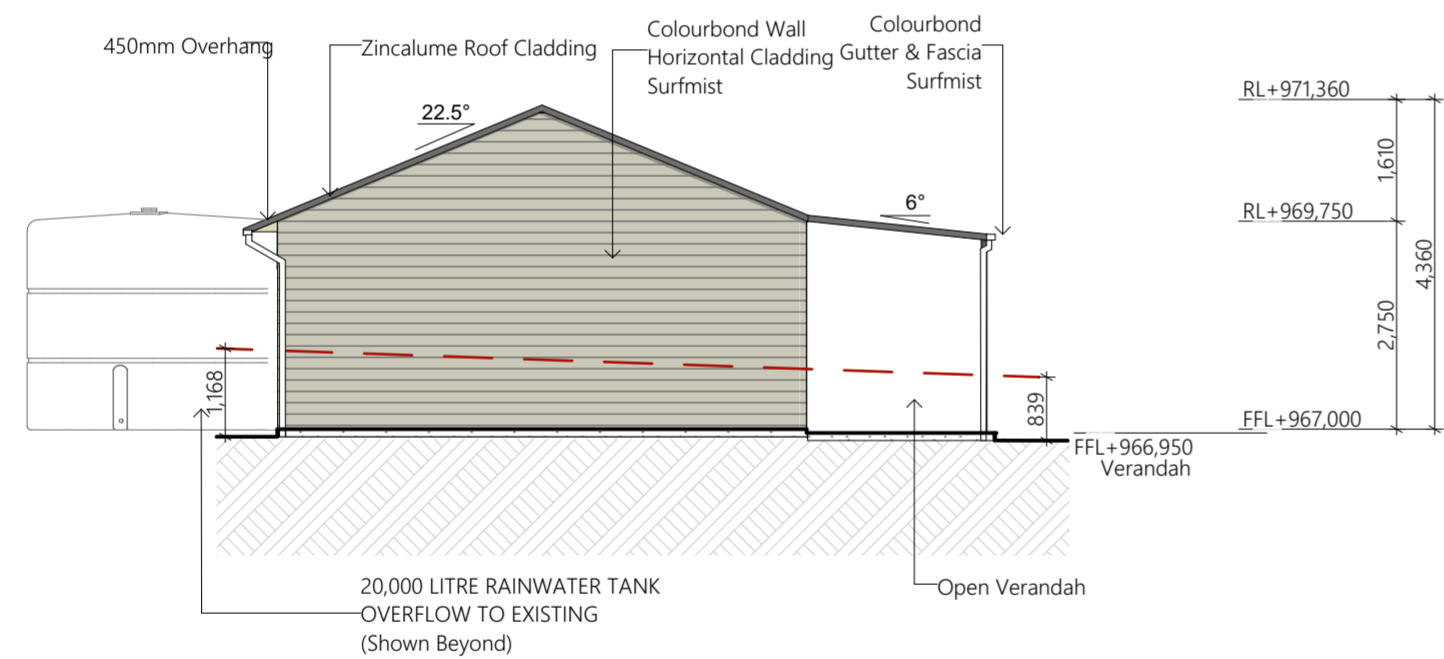 450mm Overhang
Zincalume Roof Cladding
Colourbond Wall
Horizontal Cladding
Surfmist
Colourbond
Gutter & Fascia
Surfmist
22.5°
6°
RL+971,360
1,610
RL+969,750
4,360
2,750
1,168
839
FFL+967,000
FFL+966,950
Verandah
20,000 LITRE RAINWATER TANK
OVERFLOW TO EXISTING
(Shown Beyond)
Open Verandah